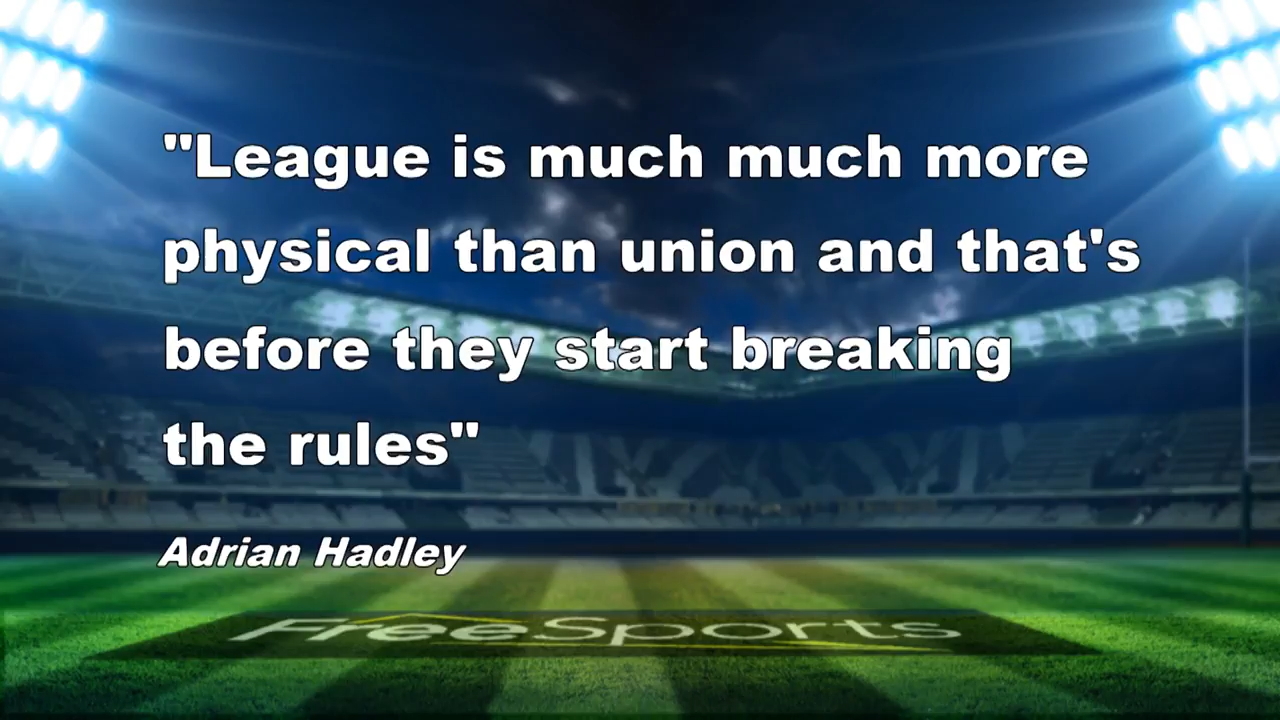 "League is much much more
physical than union and that's
before they start breaking
the rules"
Adrian Hadley
FreeSports